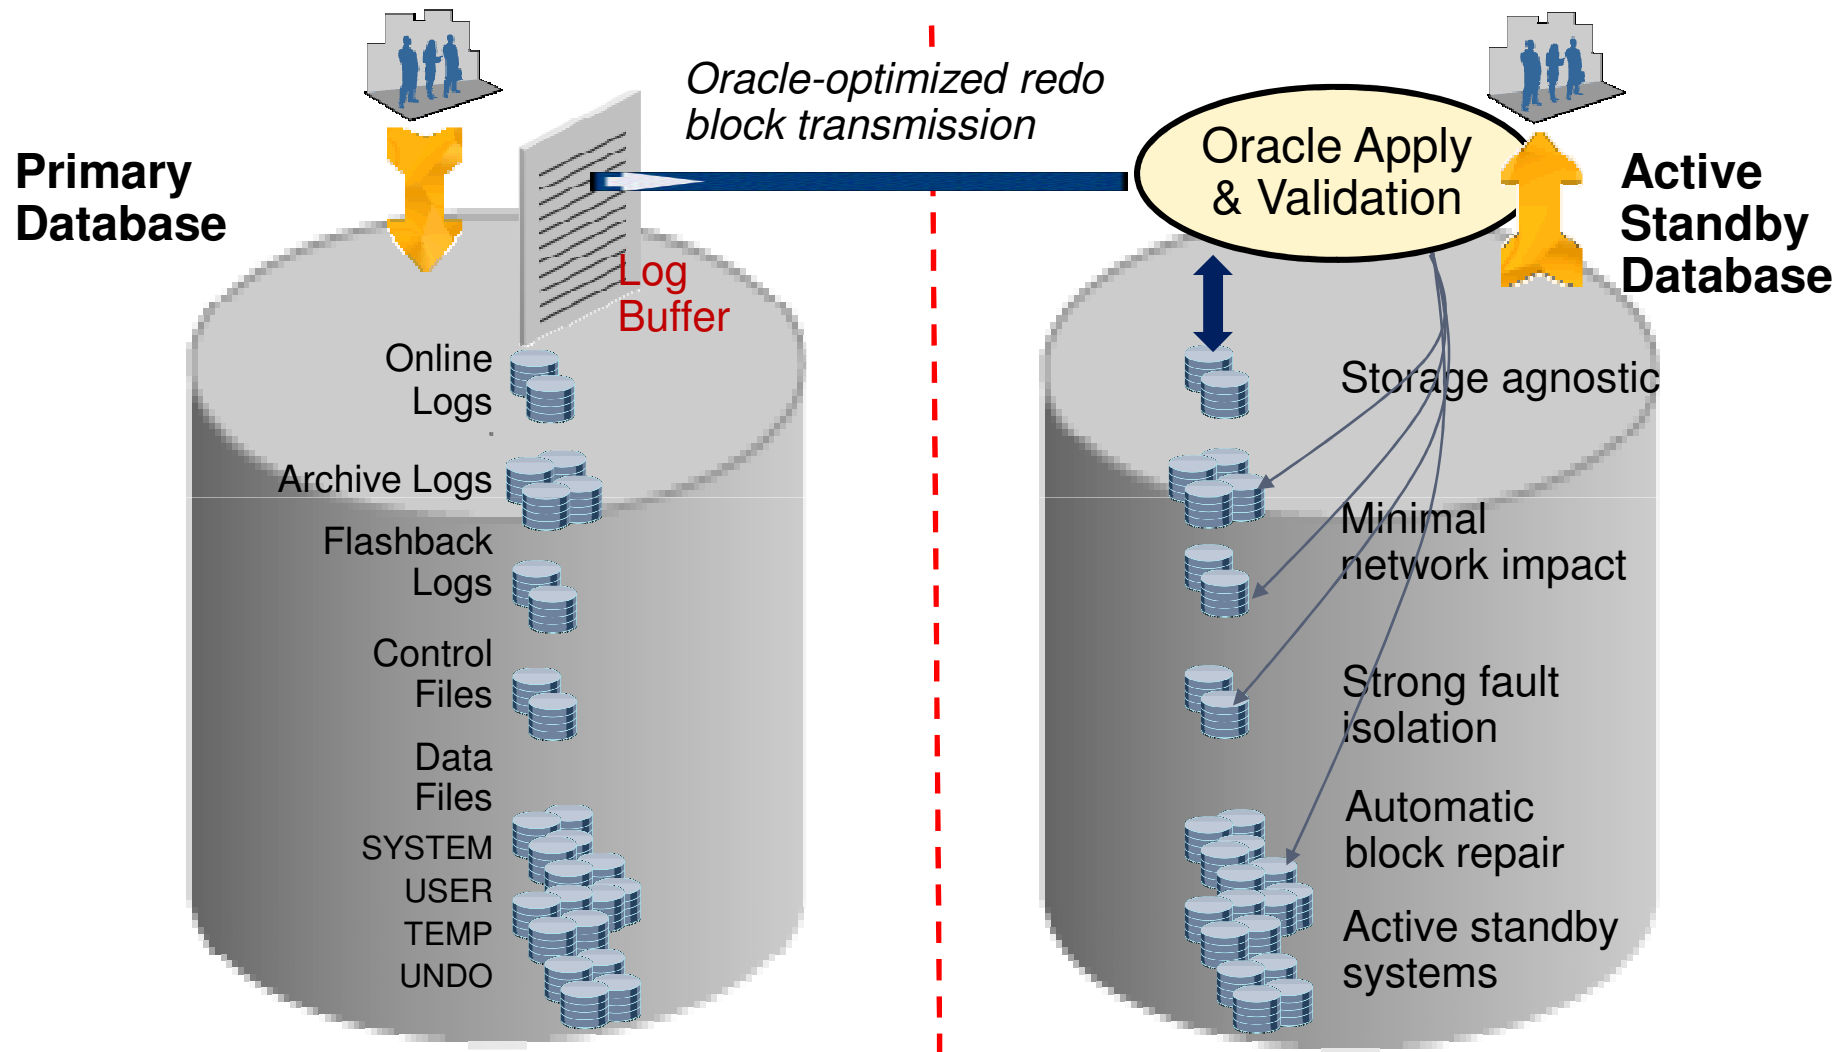 Oracle-optimized redo
block transmission
Primary
Database
Oracle Apply
& Validation
Active
Standby
Database
Log
Buffer
Online
Logs
Archive Logs
Flashback
Logs
Control
Files
Data
Files
SYSTEM
USER
TEMP
UNDO
Storage agnostic
Minimal
network impact
Strong fault
isolation
Automatic
block repair
Active standby
systems